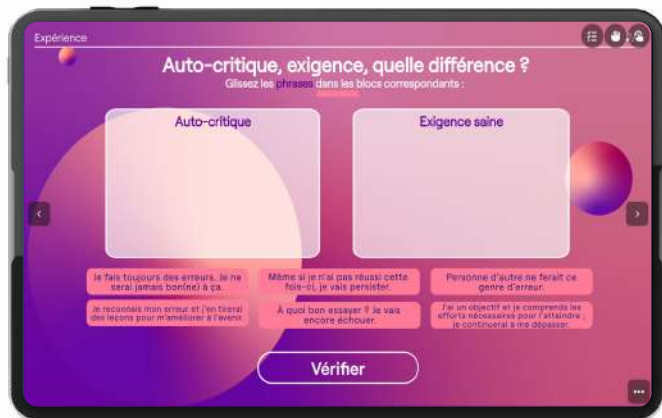 Expérience
Auto-critique, exigence, quelle différence ?
Glissez les phrases dans les blocs correspondants :
Auto-critique
Exigence saine
Je fais toujours des erreurs. Je ne
serai jamais bon(ne) à ça.
Même si je n'ai pas réussi cette
fois-ci, je vais persister.
Personne d'autre ne ferait ce
genre d'erreur.
Je reconnais mon erreur et j'en tirerai
des leçons pour m'améliorer à l'avenir.
À quoi bon essayer ? Je vais
encore échouer.
J'ai un objectif et je comprends les
efforts nécessaires pour l'atteindre ;
je continuerai à me dépasser.
Vérifier